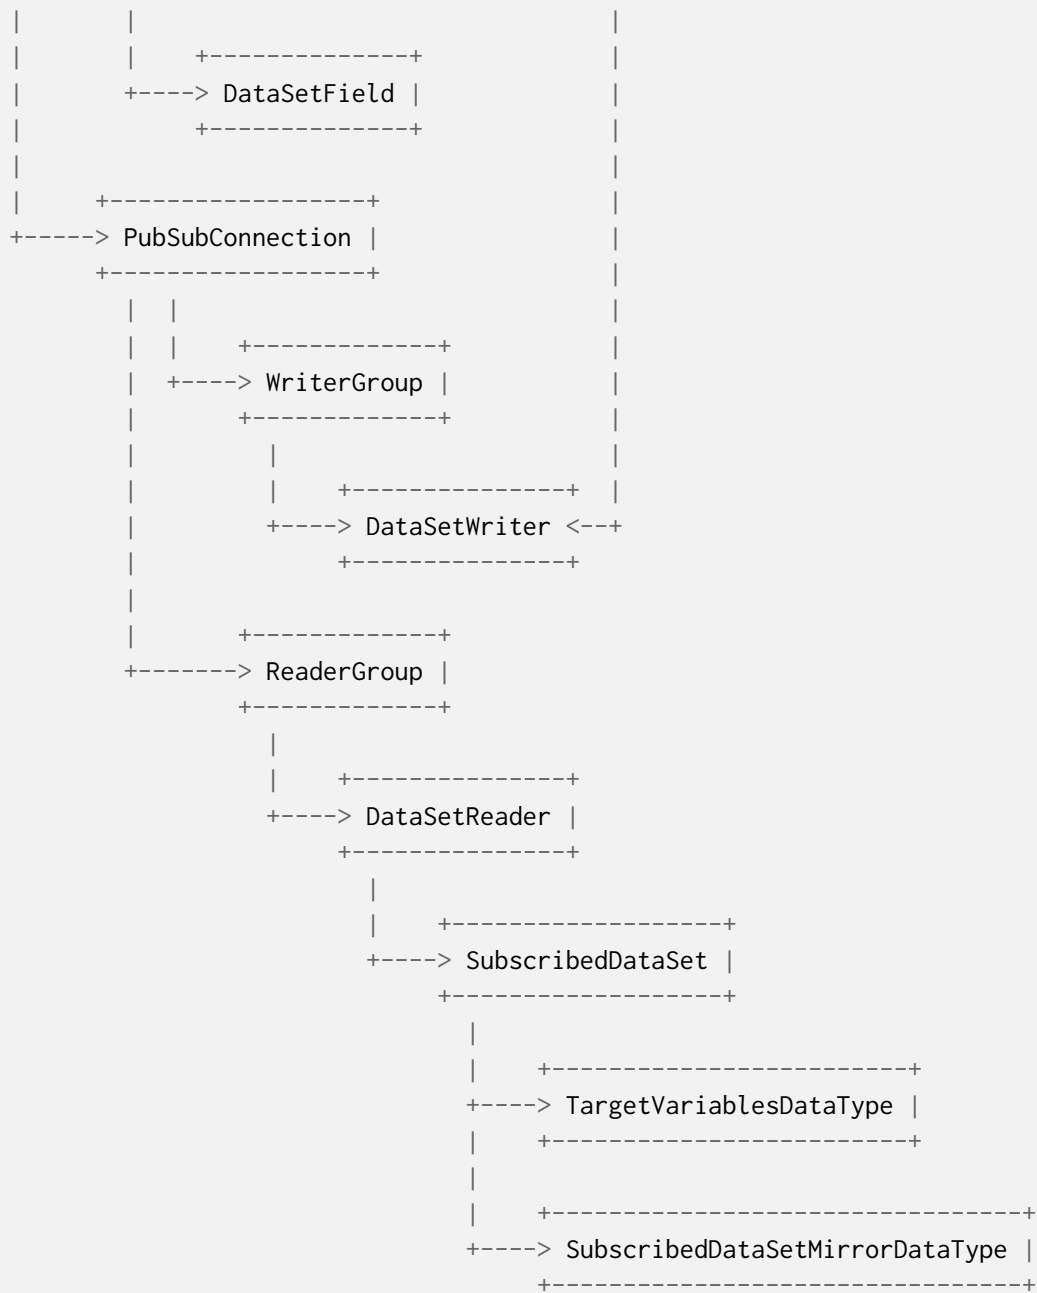 DataSetField
PubSubConnection
WriterGroup
DataSetWriter
ReaderGroup
DataSetReader
SubscribedDataSet
TargetVariablesDataType
SubscribedDataSetMirrorDataType